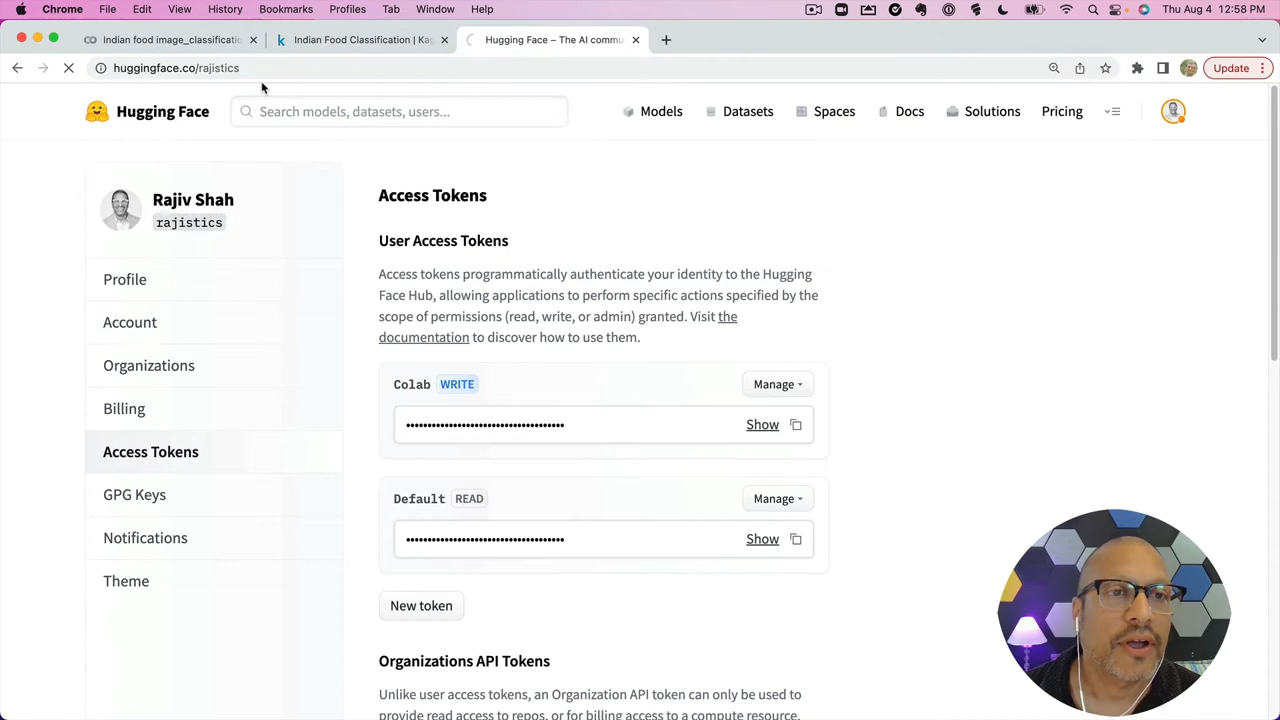 Chrome File Edit View History Bookmarks Profiles Tab Window Help Thu Aug 4 12:58 PM
Indian food image_classificatio Indian Food Classification | Kag Hugging Face – The AI commu
huggingface.co/rajistics Update
Hugging Face Search models, datasets, users... Models Datasets Spaces Docs Solutions Pricing
Rajiv Shah
rajistics
Profile
Account
Organizations
Billing
Access Tokens
GPG Keys
Notifications
Theme
Access Tokens
User Access Tokens
Access tokens programmatically authenticate your identity to the Hugging
Face Hub, allowing applications to perform specific actions specified by the
scope of permissions (read, write, or admin) granted. Visit the
documentation to discover how to use them.
Colab WRITE Manage
•••••••••••••••••••••••••••••••••••••• Show
Default READ Manage
•••••••••••••••••••••••••••••••••••••• Show
New token
Organizations API Tokens
Unlike user access tokens, an Organization API token can only be used to
provide read access to repos, or for billing access to a compute resource.